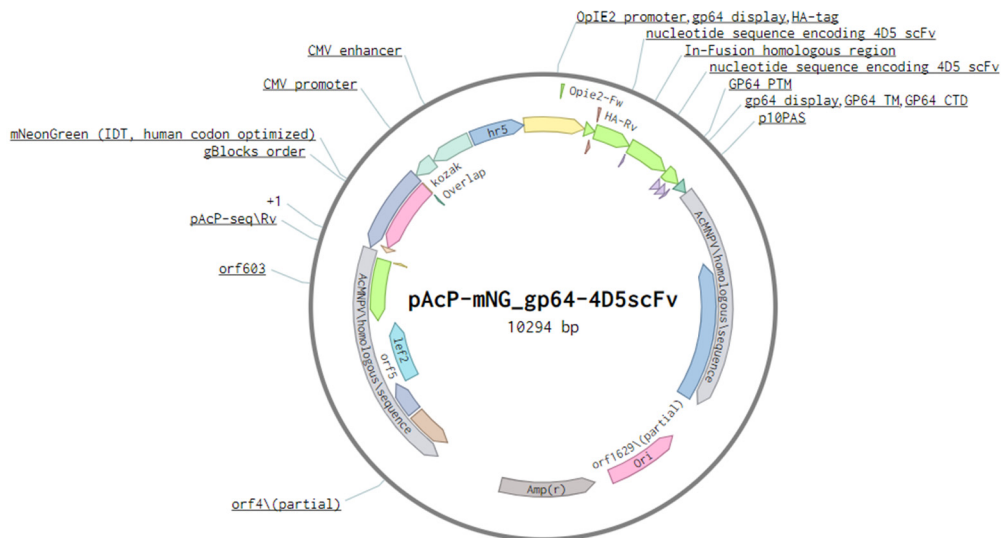 OpIE2 promoter,gp64 display,HA-tag
nucleotide sequence encoding 4D5 scFv
In-Fusion homologous region
nucleotide sequence encoding 4D5 scFv
GP64 PTM
gp64 display,GP64 TM,GP64 CTD
p10PAS
CMV enhancer
CMV promoter
mNeonGreen (IDT, human codon optimized)
gBlocks order
+1
pAcP-seq\Rv
orf603
orf4\(partial)
Opie2-Fw
HA-Rv
hr5
kozak
Overlap
AcMNPV\homologous\sequence
pAcP-mNG_gp64-4D5scFv
10294 bp
AcMNPV\homologous\sequence
lef2
orf5
orf1629\(partial)
Ori
Amp(r)